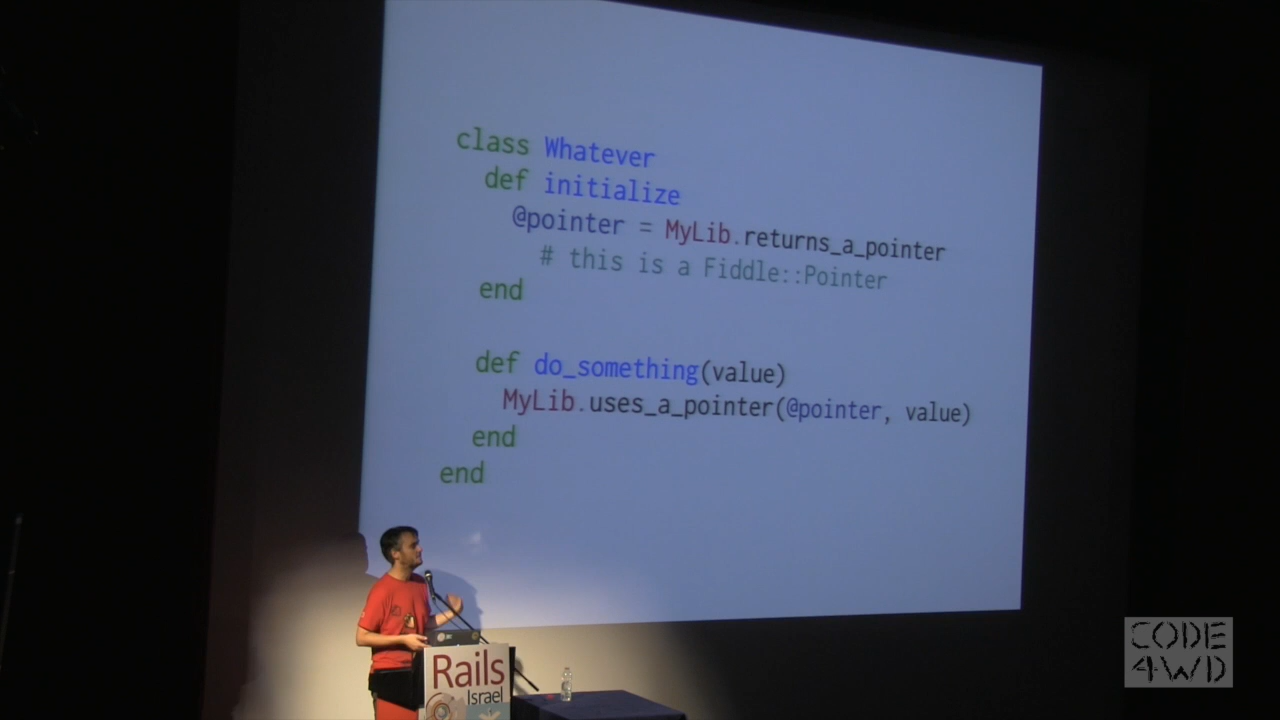 class Whatever
def initialize
@pointer = MyLib.returns_a_pointer
# this is a Fiddle::Pointer
end
def do_something(value)
MyLib.uses_a_pointer(@pointer, value)
end
end
Rails
Israel
CODE
4WD